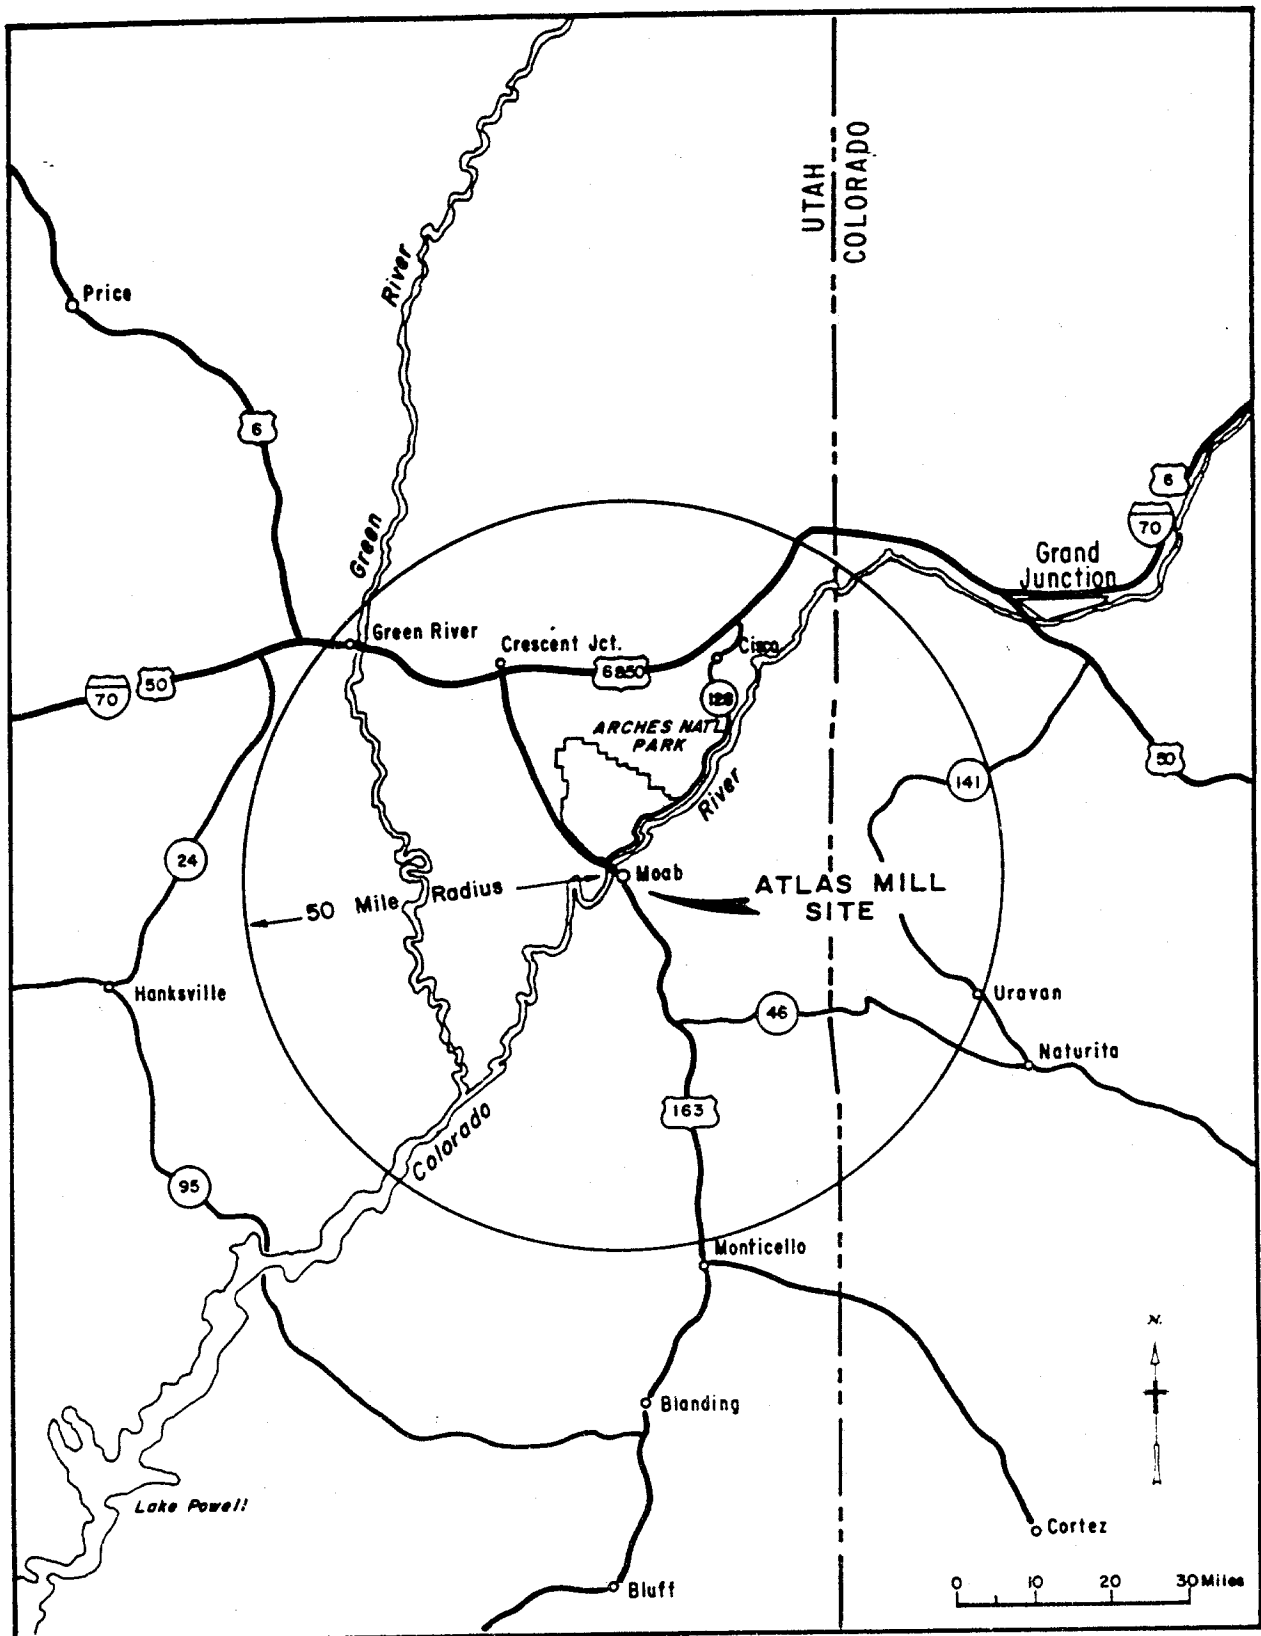 UTAH
COLORADO
River
Price
6
6
70
Green
Grand
Junction
Green River
Crescent Jct.
Cisco
6&50
50
70
128
ARCHES NAT'L
PARK
50
141
River
24
Moab
ATLAS MILL
SITE
50 Mile Radius
Hanksville
Uravan
46
Naturita
163
Colorado
95
Monticello
N.
Blanding
Lake Powell
Cortez
0 10 20 30 Miles
Bluff